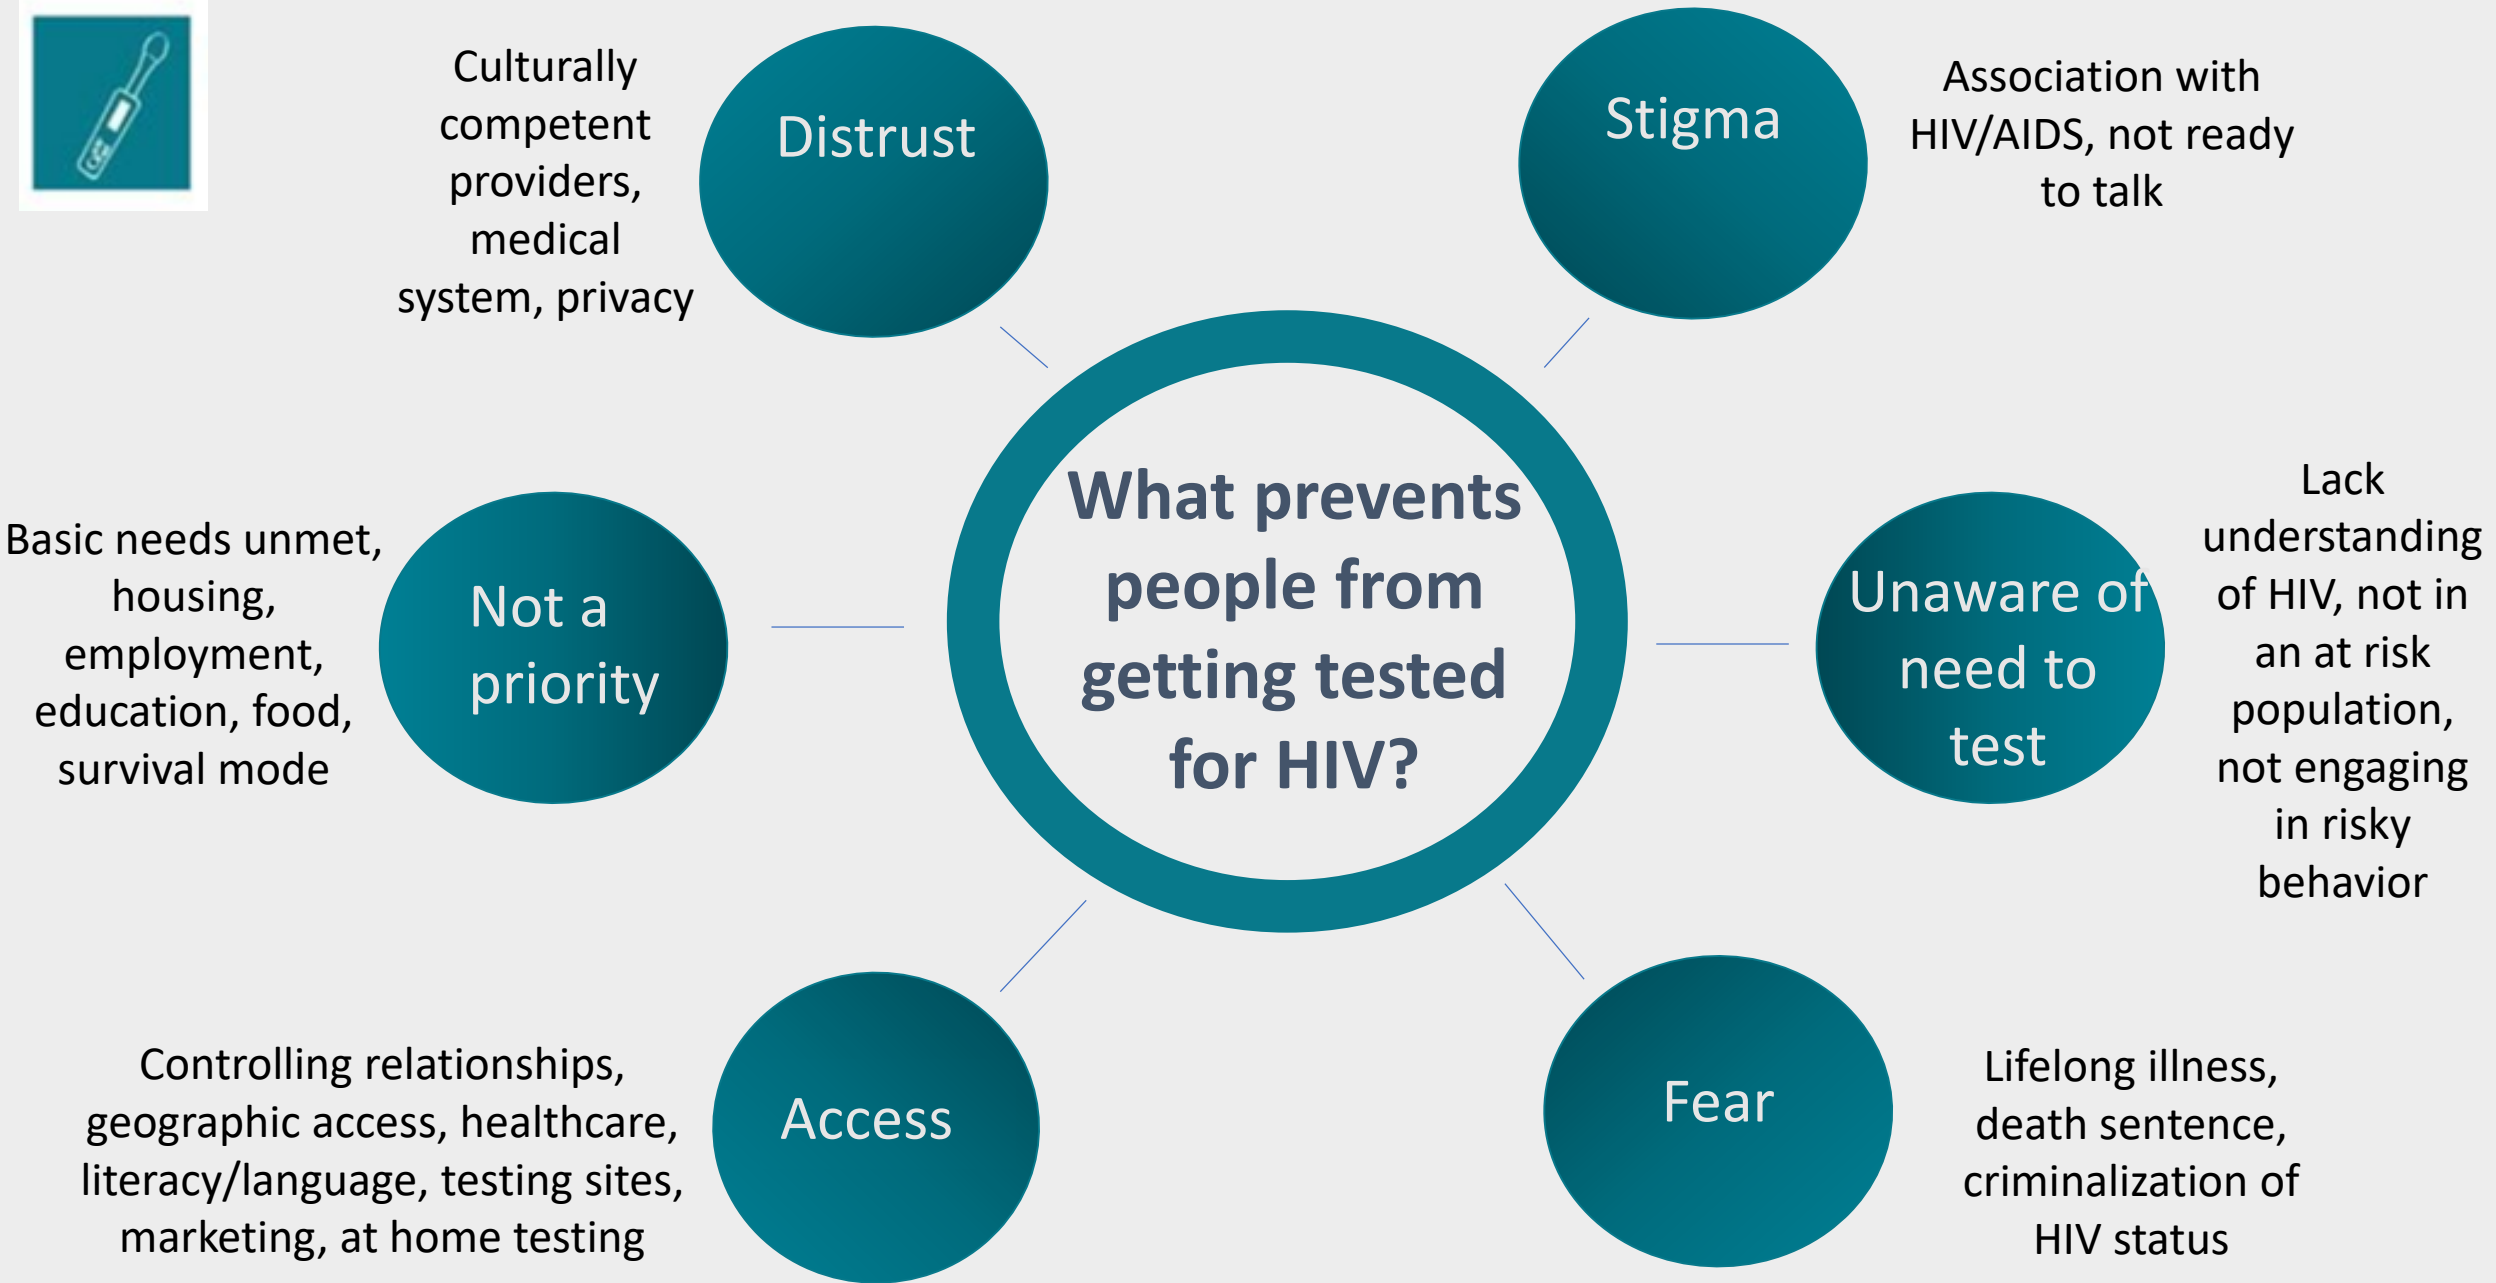 Culturally
competent
providers,
medical
system, privacy
Distrust
Stigma
Association with
HIV/AIDS, not ready
to talk
What prevents
people from
getting tested
for HIV?
Basic needs unmet,
housing,
employment,
education, food,
survival mode
Not a
priority
Unaware of
need to
test
Lack
understanding
of HIV, not in
an at risk
population,
not engaging
in risky
behavior
Controlling relationships,
geographic access, healthcare,
literacy/language, testing sites,
marketing, at home testing
Access
Fear
Lifelong illness,
death sentence,
criminalization of
HIV status